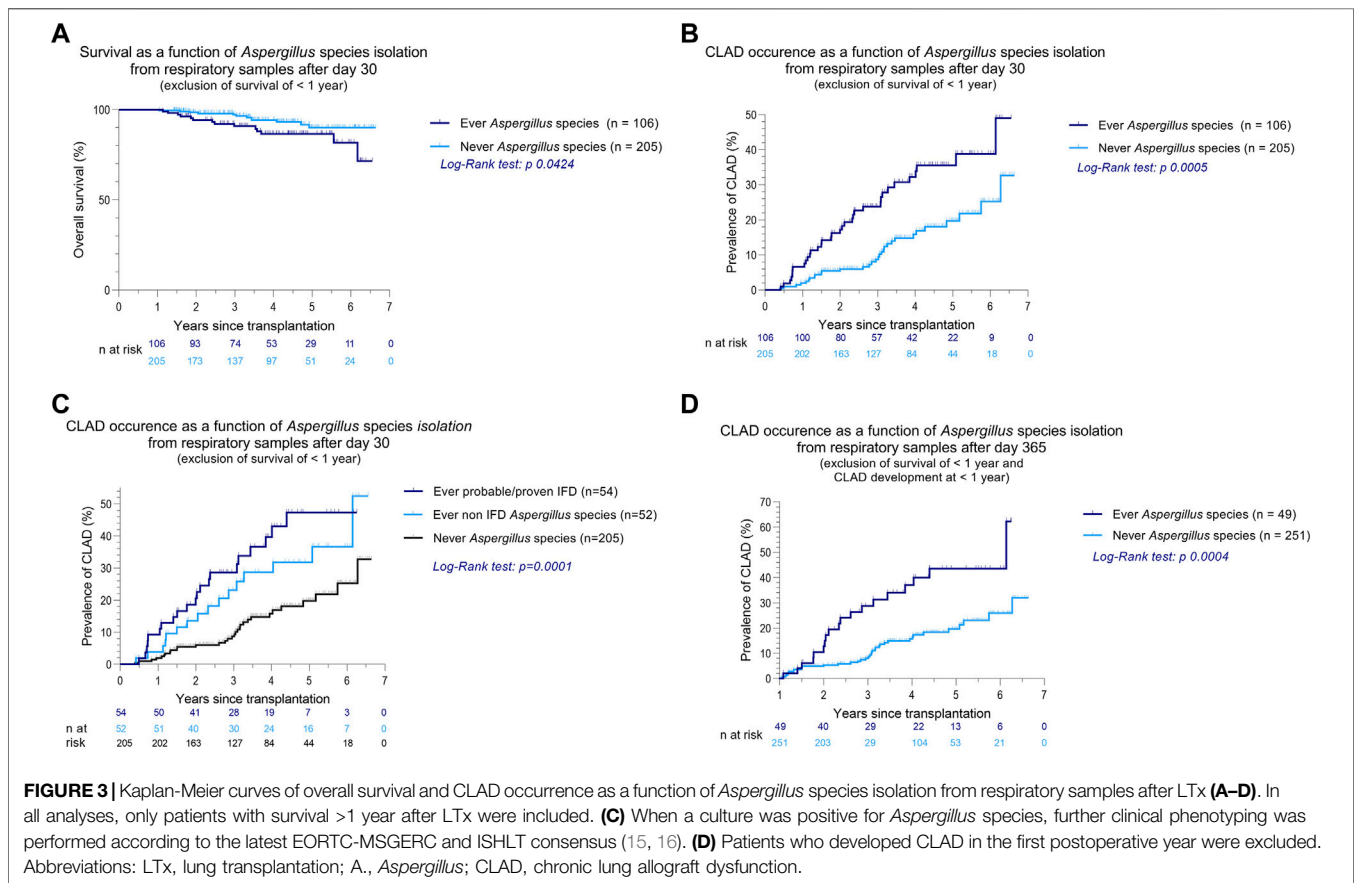 A
Survival as a function of Aspergillus species isolation
from respiratory samples after day 30
(exclusion of survival of < 1 year)
100
50
0
Overall survival (%)
0 1 2 3 4 5 6 7
Years since transplantation
n at risk
106 93 74 53 29 11 0
205 173 137 97 51 24 0
Ever Aspergillus species (n = 106)
Never Aspergillus species (n = 205)
Log-Rank test: p 0.0424
B
CLAD occurence as a function of Aspergillus species isolation
from respiratory samples after day 30
(exclusion of survival of < 1 year)
50
40
30
20
10
0
Prevalence of CLAD (%)
0 1 2 3 4 5 6 7
Years since transplantation
n at risk
106 100 80 57 42 22 9 0
205 202 163 127 84 44 18 0
Ever Aspergillus species (n = 106)
Never Aspergillus species (n = 205)
Log-Rank test: p 0.0005
C
CLAD occurence as a function of Aspergillus species isolation
from respiratory samples after day 30
(exclusion of survival of < 1 year)
50
40
30
20
10
0
Prevalence of CLAD (%)
0 1 2 3 4 5 6 7
Years since transplantation
n at
risk
54 50 41 28 19 7 3 0
52 51 40 30 24 16 7 0
205 202 163 127 84 44 18 0
Ever probable/proven IFD (n=54)
Ever non IFD Aspergillus species (n=52)
Never Aspergillus species (n=205)
Log-Rank test: p=0.0001
D
CLAD occurence as a function of Aspergillus species isolation
from respiratory samples after day 365
(exclusion of survival of < 1 year and
CLAD development at < 1 year)
70
60
50
40
30
20
10
0
Prevalence of CLAD (%)
1 2 3 4 5 6 7
Years since transplantation
n at risk
49 40 29 22 13 6 0
251 203 29 104 53 21 0
Ever Aspergillus species (n = 49)
Never Aspergillus species (n = 251)
Log-Rank test: p 0.0004
FIGURE 3 | Kaplan-Meier curves of overall survival and CLAD occurrence as a function of Aspergillus species isolation from respiratory samples after LTx (A–D). In
all analyses, only patients with survival >1 year after LTx were included. (C) When a culture was positive for Aspergillus species, further clinical phenotyping was
performed according to the latest EORTC-MSGERC and ISHLT consensus (15, 16). (D) Patients who developed CLAD in the first postoperative year were excluded.
Abbreviations: LTx, lung transplantation; A., Aspergillus; CLAD, chronic lung allograft dysfunction.